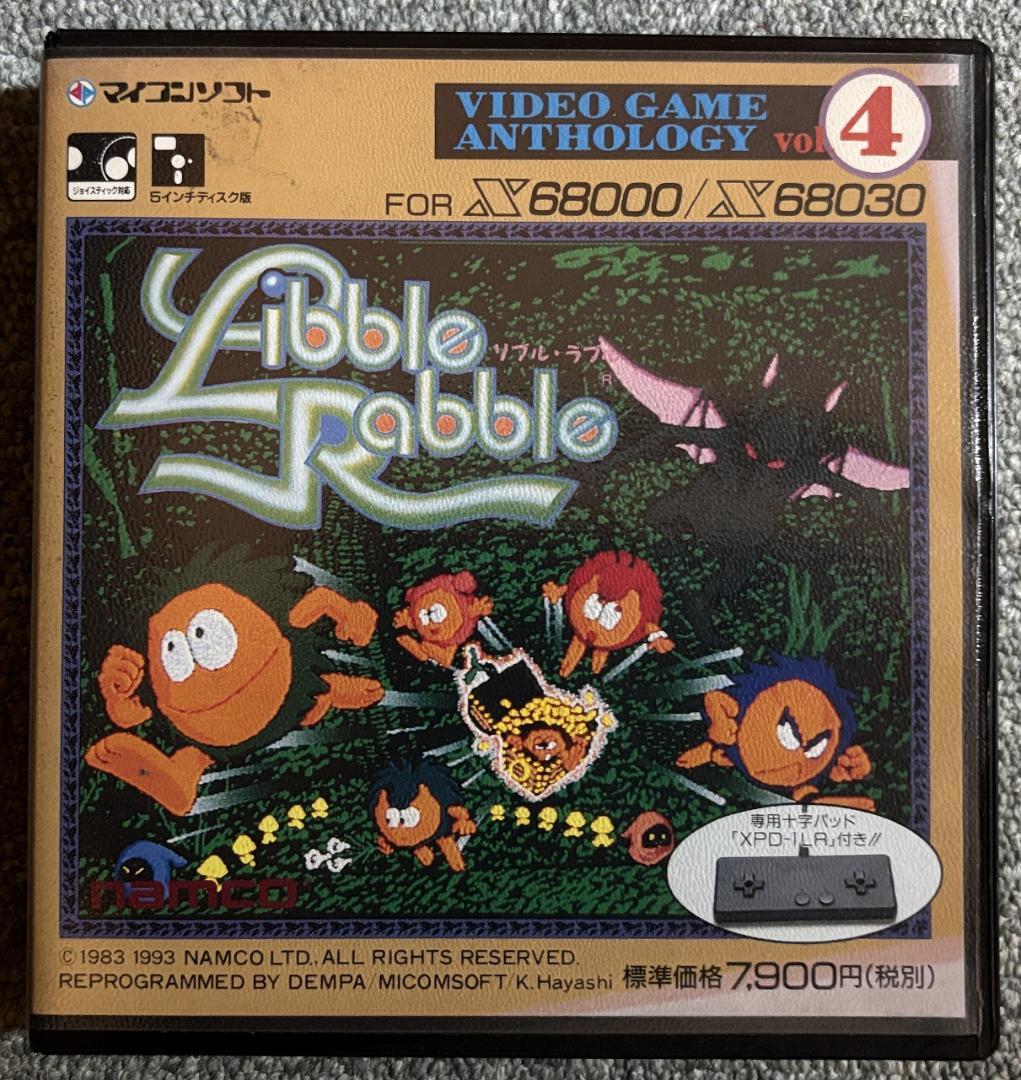 マイコンソフト
VIDEO GAME
ANTHOLOGY vol.
4
ジョイスティック対応
5インチディスク版
FOR X68000/X68030
Libble
リブル・ラブル
Rabble
R
専用十字パッド
「XPD-1LR」付き!!
namco
©1983 1993 NAMCO LTD., ALL RIGHTS RESERVED.
REPROGRAMMED BY DEMPA/MICOMSOFT/K.Hayashi
標準価格7,900円(税別)